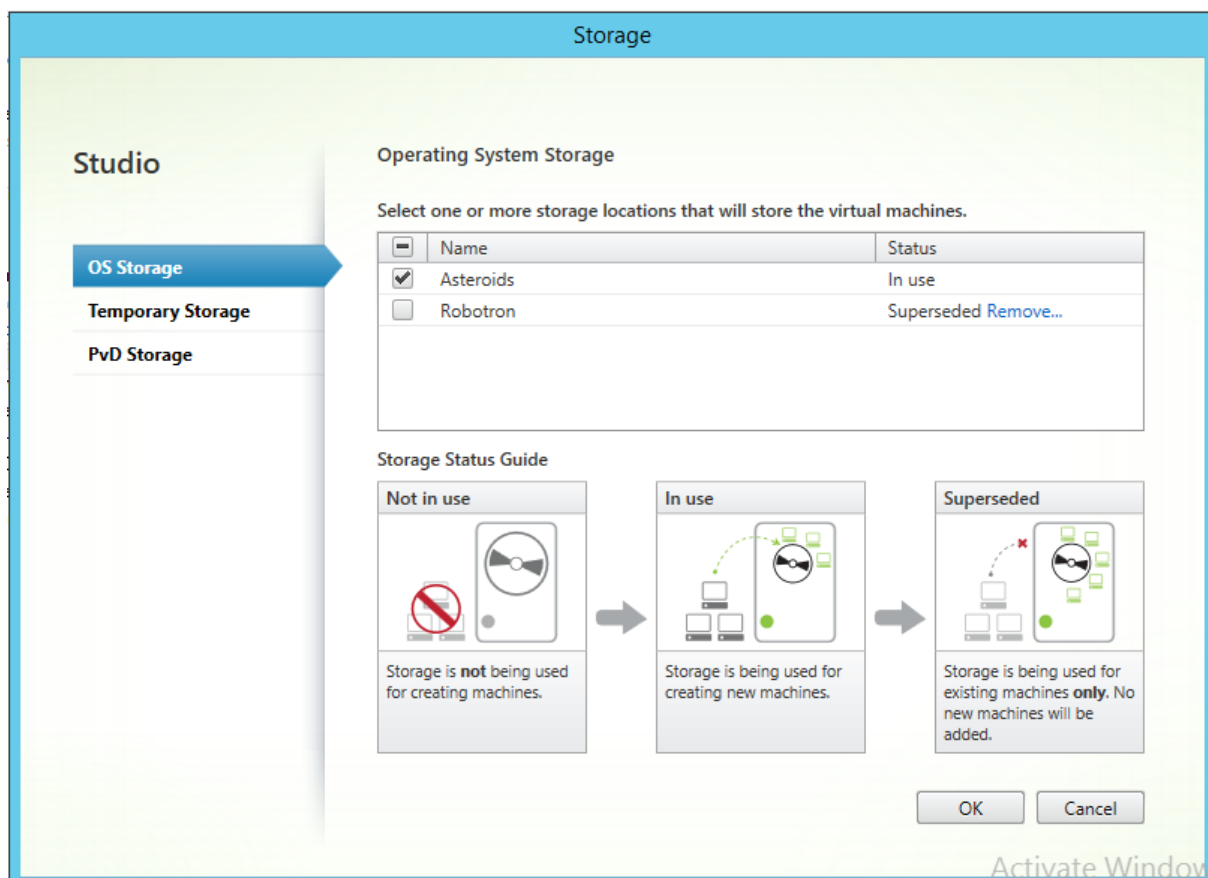 Storage
Studio
OS Storage
Temporary Storage
PvD Storage
Operating System Storage
Select one or more storage locations that will store the virtual machines.
Name Status
Asteroids In use
Robotron Superseded Remove...
Storage Status Guide
Not in use
Storage is not being used
for creating machines.
In use
Storage is being used for
creating new machines.
Superseded
Storage is being used for
existing machines only. No
new machines will be
added.
OK Cancel
Activate Window